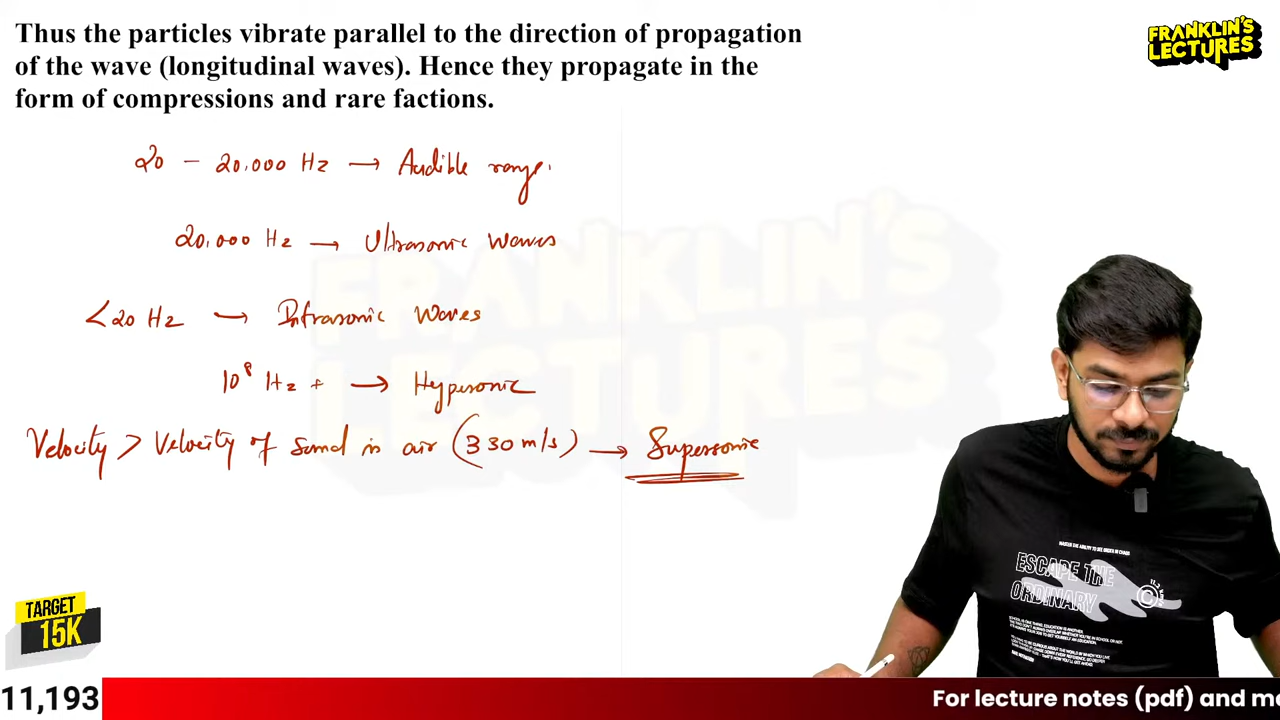 Thus the particles vibrate parallel to the direction of propagation
of the wave (longitudinal waves). Hence they propagate in the
form of compressions and rare factions.
FRANKLIN'S
LECTURES
20 - 20,000 Hz → Audible range.
20,000 Hz → Ultrasonic Waves
<20 Hz → Infrasonic Waves
10⁸ Hz + → Hypersonic
Velocity > Velocity of sound in air (330 m/s) → Supersonic
FRANKLIN'S
LECTURES
ESCAPE THE
ORDINARY
TARGET
15K
11,193
For lecture notes (pdf) and m